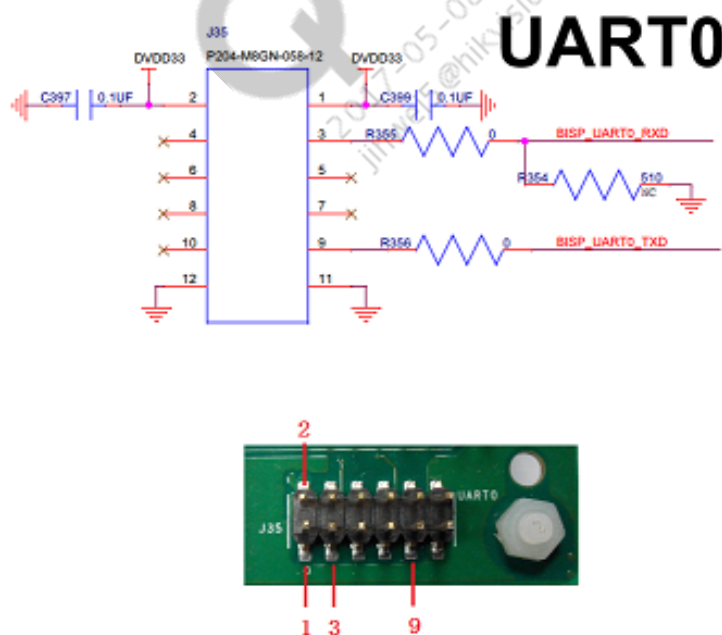 UART0
J35
P204-M8GN-058-12
DVDD33
DVDD33
C397
0.1UF
2
1
C399
0.1UF
4
3
R355
0
BISP_UART0_RXD
6
5
R354
510
NC
8
7
10
9
R356
0
BISP_UART0_TXD
12
11
2
UART0
J35
1
3
9